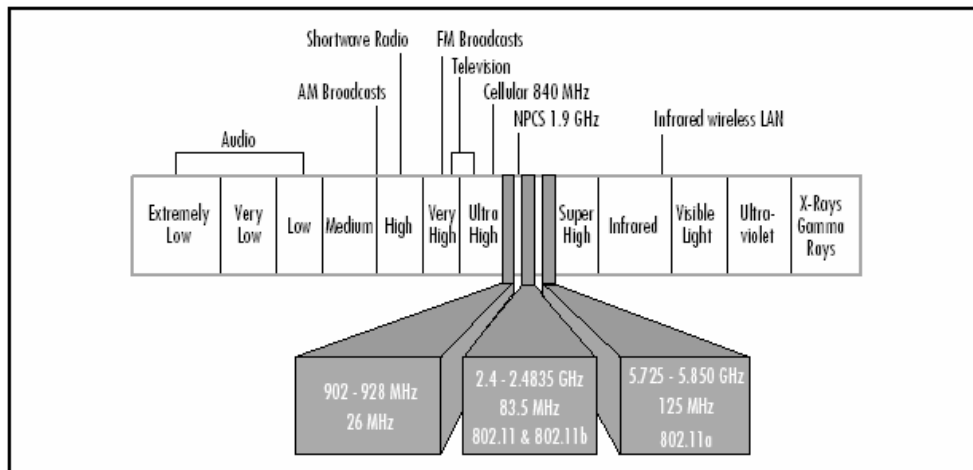 Shortwave Radio
FM Broadcasts
Television
AM Broadcasts
Cellular 840 MHz
NPCS 1.9 GHz
Infrared wireless LAN
Audio
Extremely
Low
Very
Low
Low
Medium
High
Very
High
Ultra
High
Super
High
Infrared
Visible
Light
Ultra-
violet
X-Rays
Gamma
Rays
902 - 928 MHz
26 MHz
2.4 - 2.4835 GHz
83.5 MHz
802.11 & 802.11b
5.725 - 5.850 GHz
125 MHz
802.11a